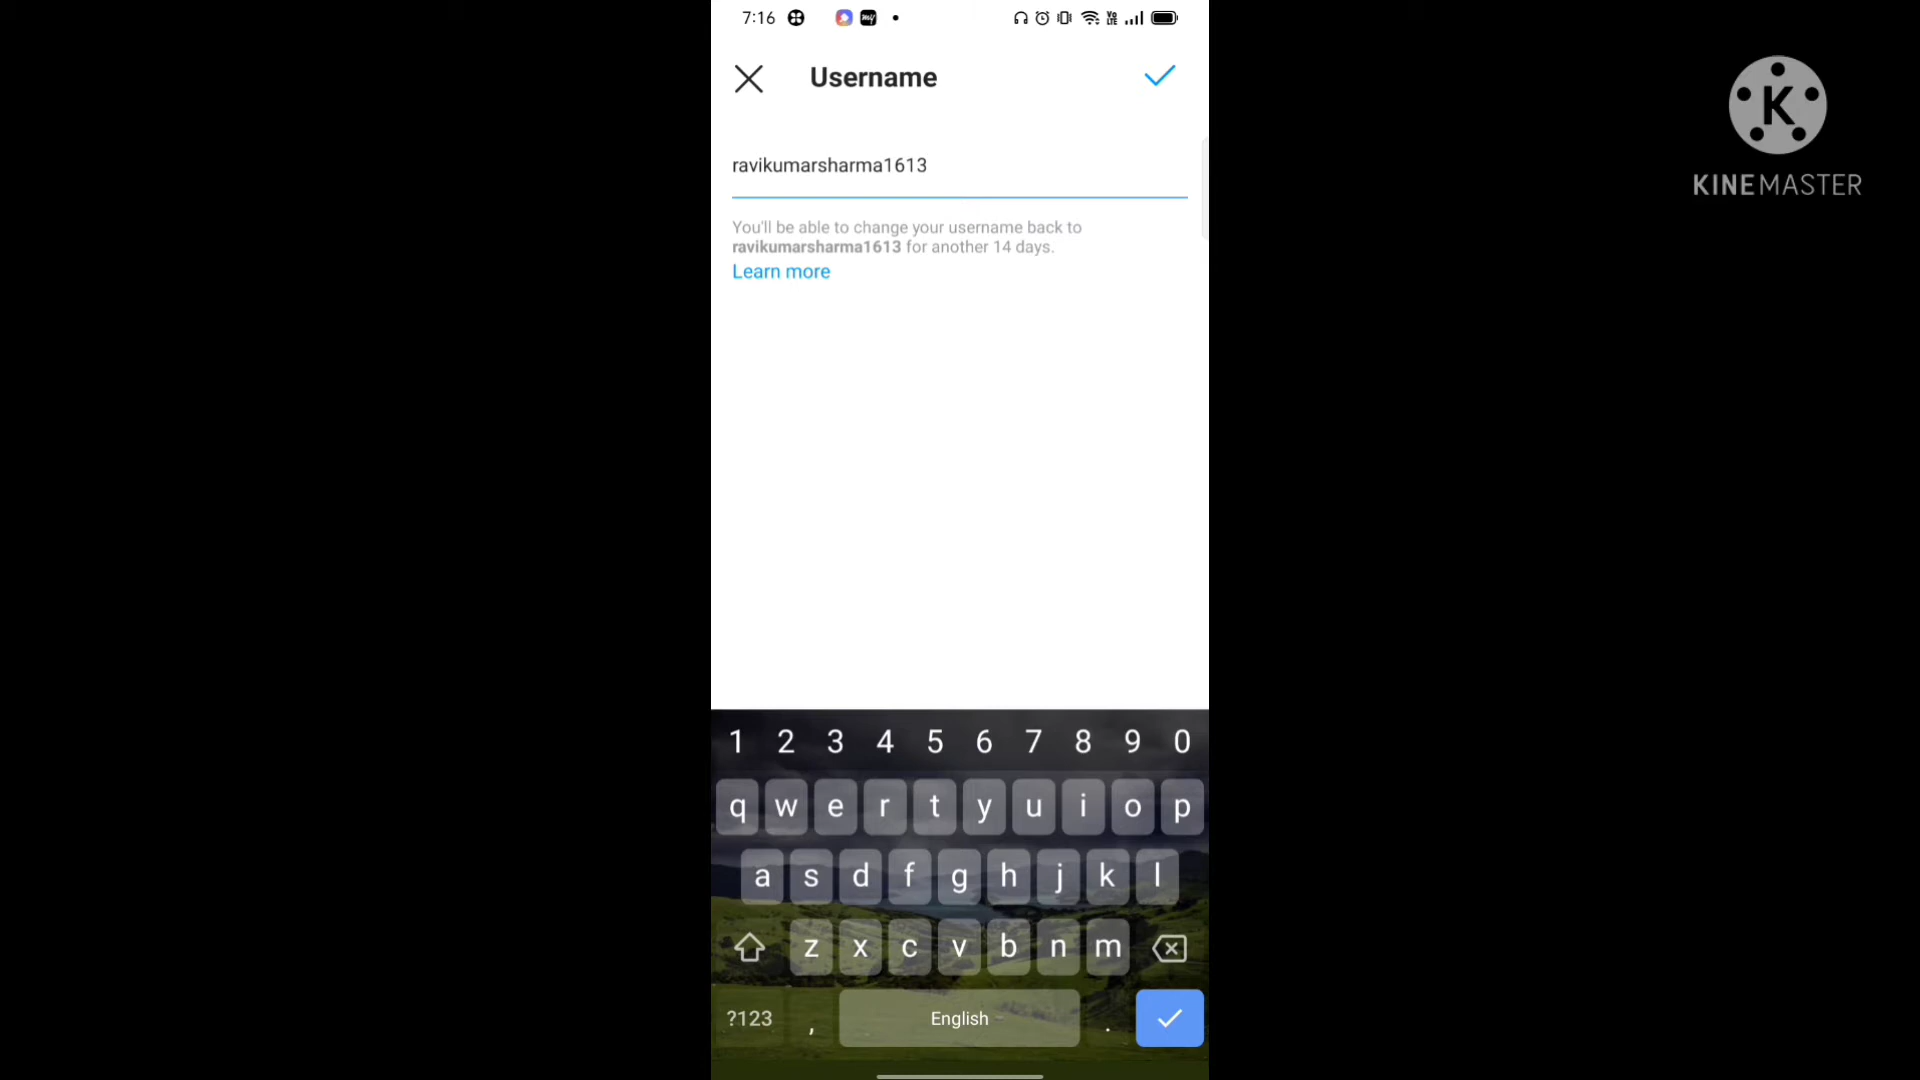 7:16
Username
ravikumarsharma1613
You'll be able to change your username back to
ravikumarsharma1613 for another 14 days.
Learn more
1 2 3 4 5 6 7 8 9 0
q w e r t y u i o p
a s d f g h j k l
z x c v b n m
?123 , English .
K
KINEMASTER